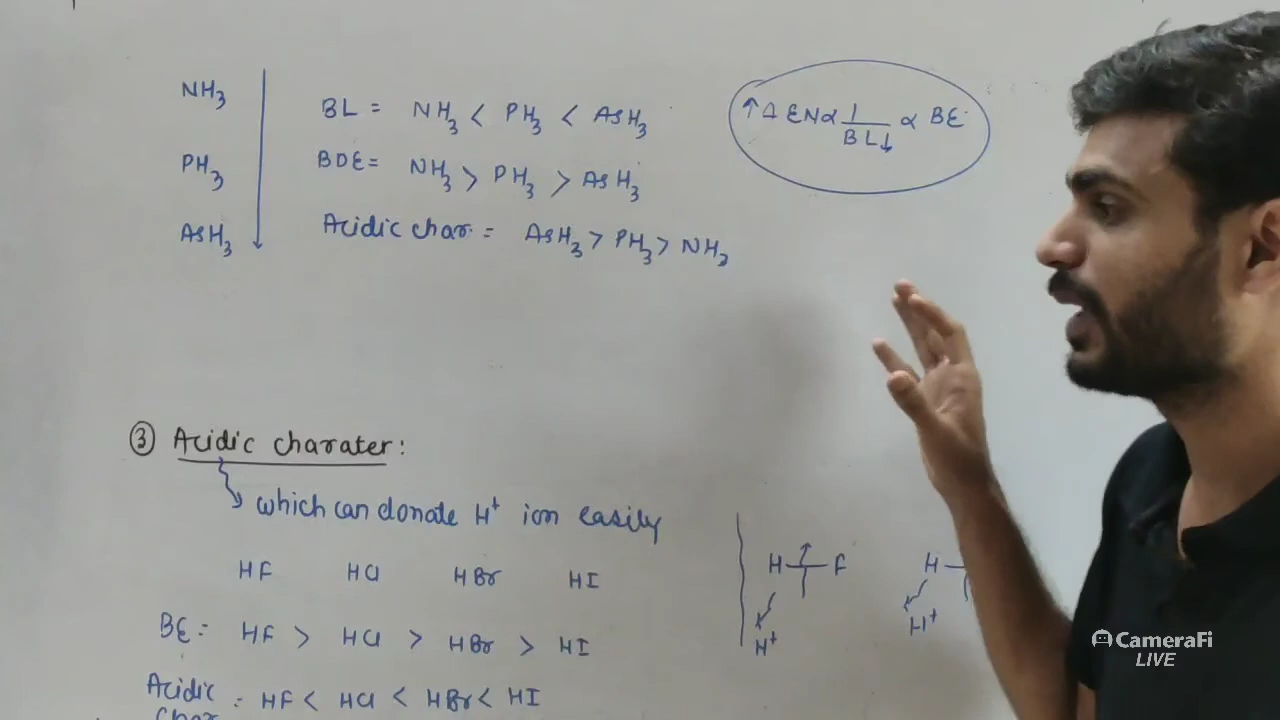 NH3
BL = NH3 < PH3 < AsH3
↑ Δ EN ∝ 1/BL↓ ∝ BE
PH3
BDE = NH3 > PH3 > AsH3
AsH3
Acidic char. = AsH3 > PH3 > NH3
③ Acidic charater:
which can donate H+ ion easily
HF HCl HBr HI
H F
H
H+
H+
BE = HF > HCl > HBr > HI
Acidic char : HF < HCl < HBr < HI
CameraFi
LIVE